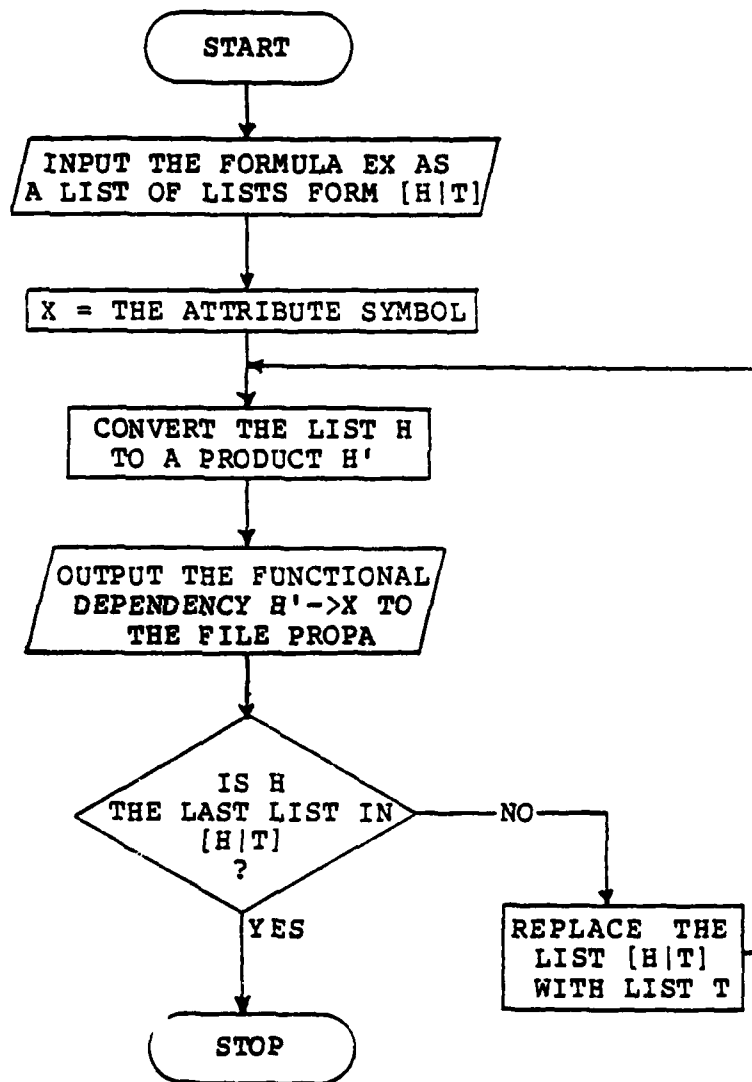 START
INPUT THE FORMULA EX AS
A LIST OF LISTS FORM [H|T]
X = THE ATTRIBUTE SYMBOL
CONVERT THE LIST H
TO A PRODUCT H'
OUTPUT THE FUNCTIONAL
DEPENDENCY H'->X TO
THE FILE PROPA
IS H
THE LAST LIST IN
[H|T]
?
NO
YES
REPLACE THE
LIST [H|T]
WITH LIST T
STOP